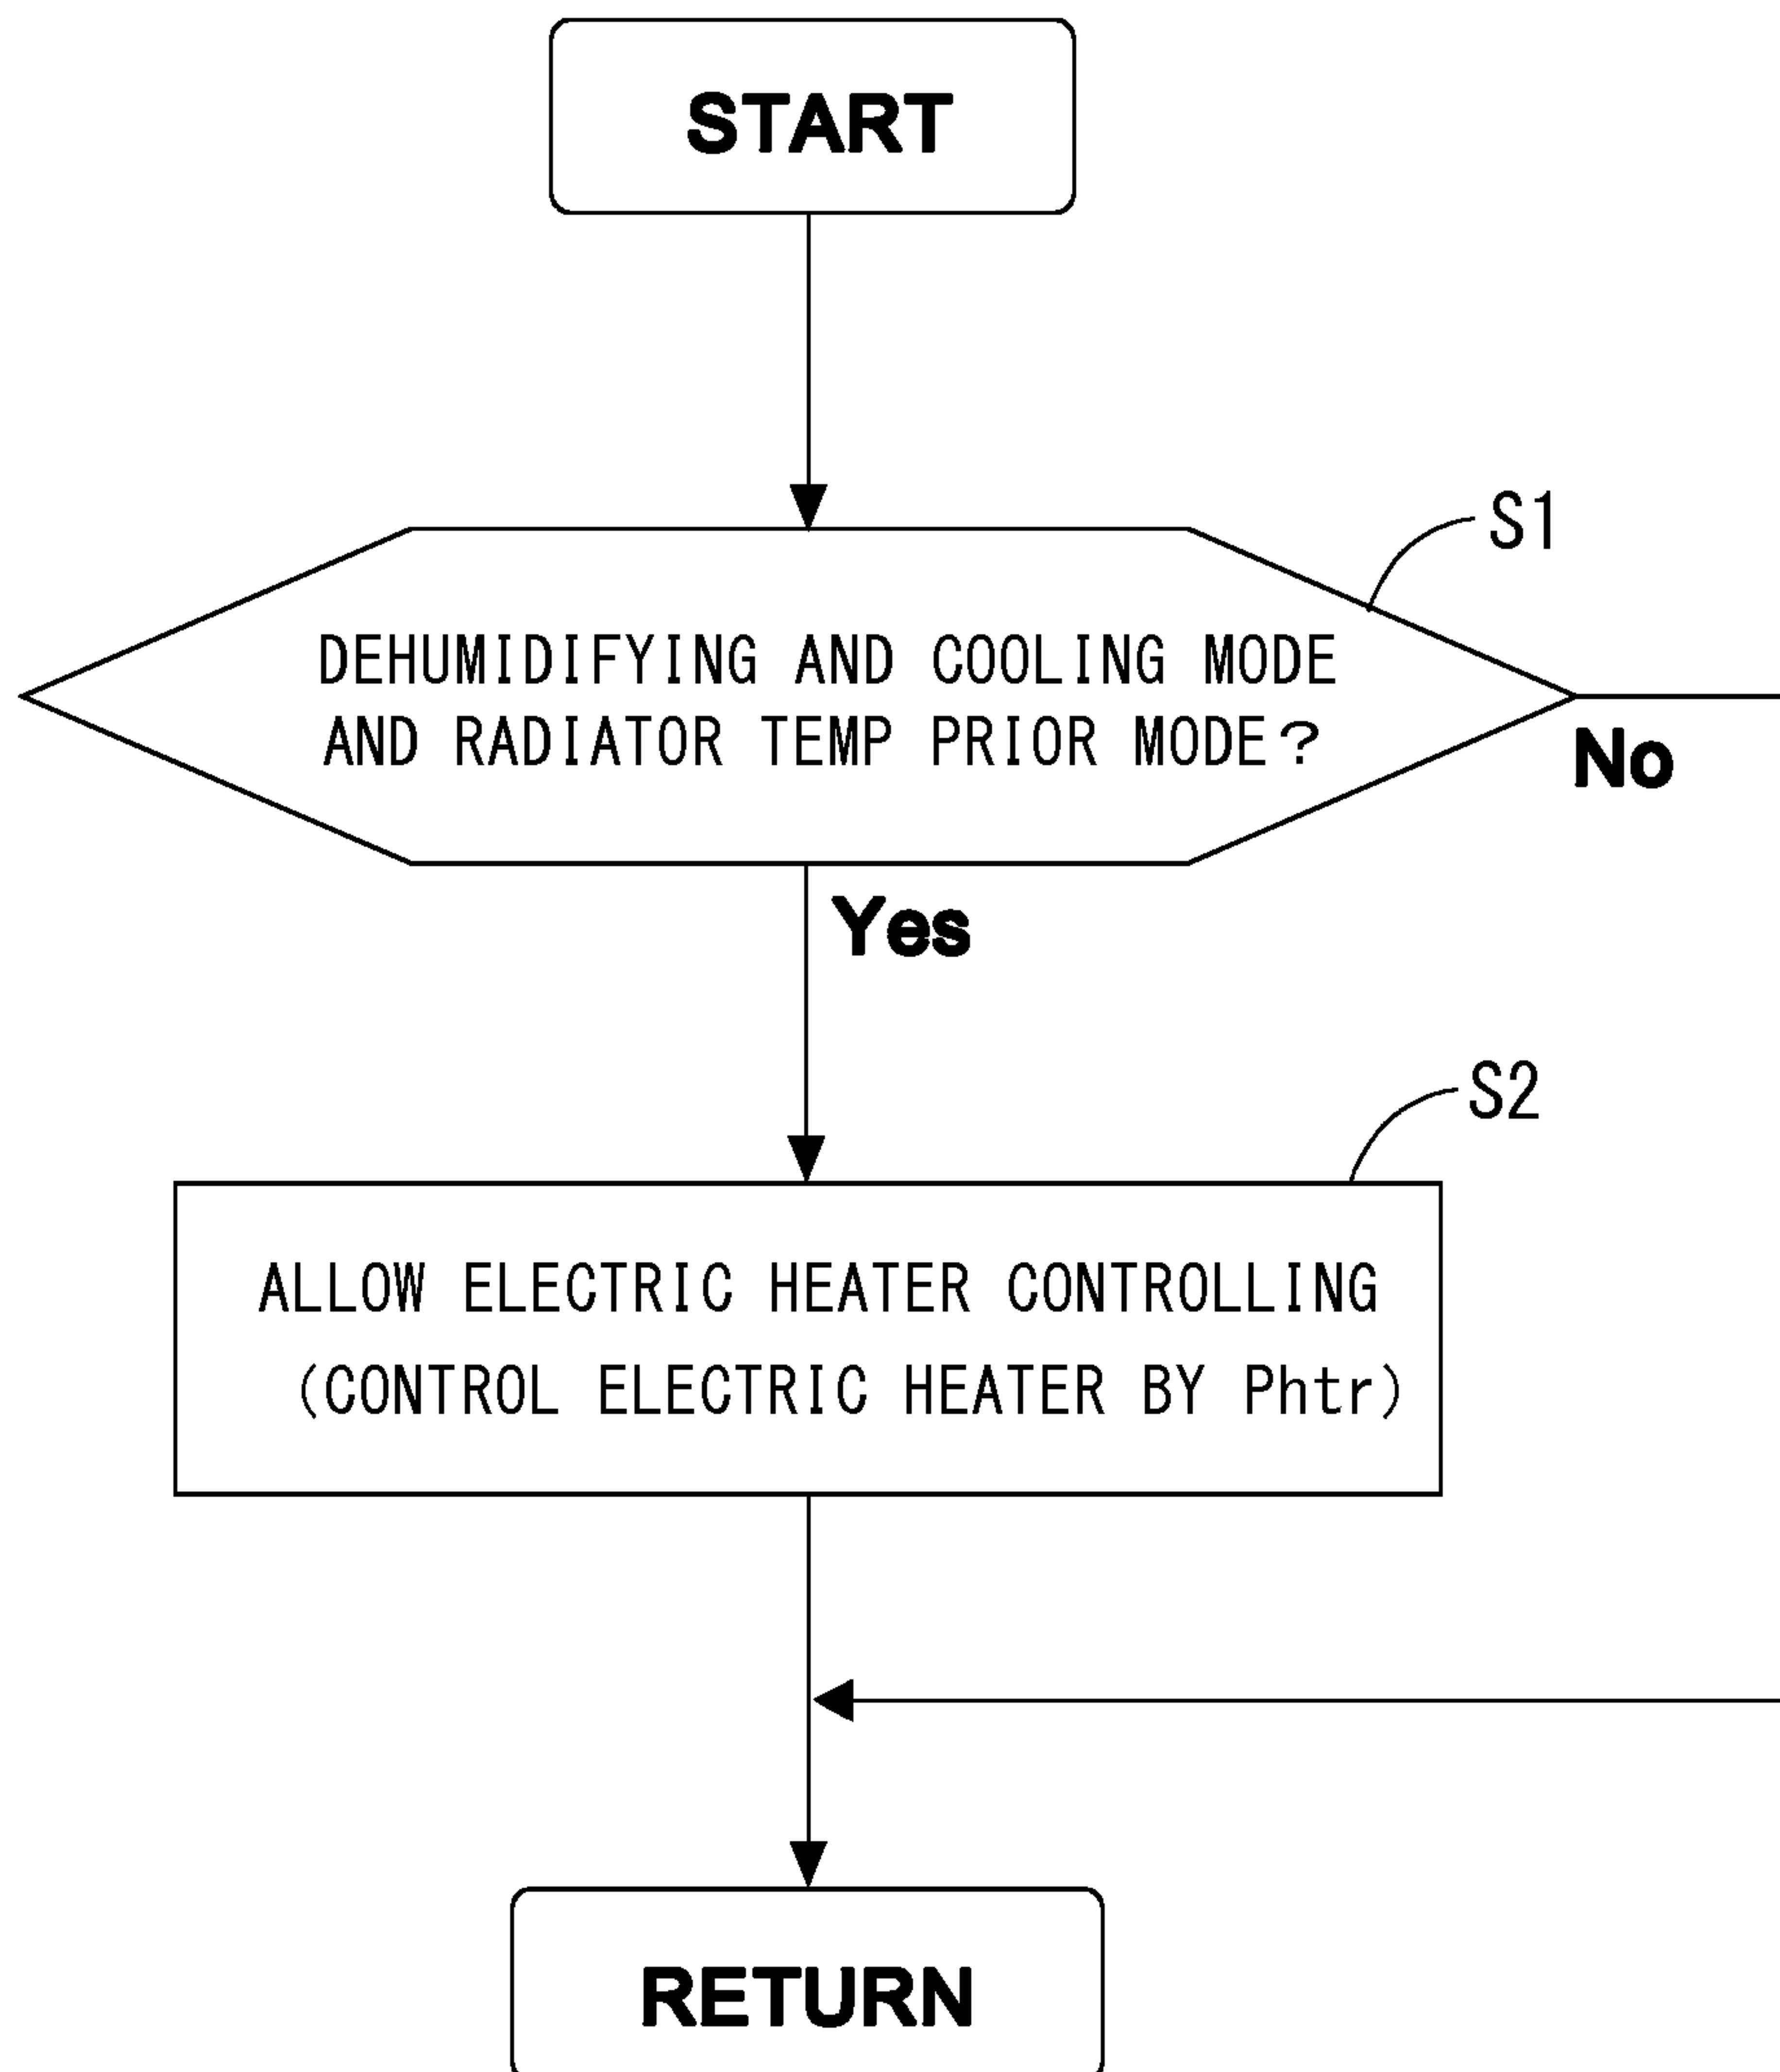 START
S1
DEHUMIDIFYING AND COOLING MODE
AND RADIATOR TEMP PRIOR MODE?
No
Yes
S2
ALLOW ELECTRIC HEATER CONTROLLING
(CONTROL ELECTRIC HEATER BY Phtr)
RETURN